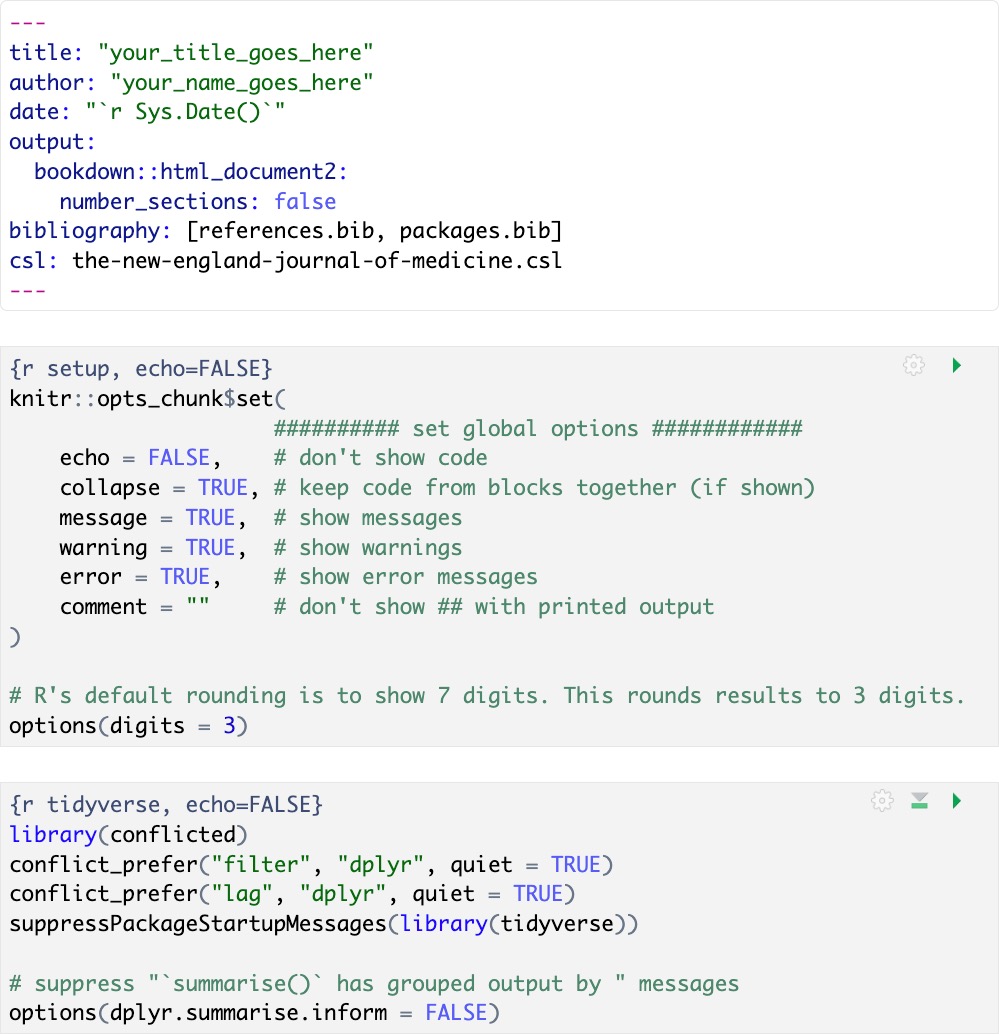 ---
title: "your_title_goes_here"
author: "your_name_goes_here"
date: "`r Sys.Date()`"
output:
  bookdown::html_document2:
    number_sections: false
bibliography: [references.bib, packages.bib]
csl: the-new-england-journal-of-medicine.csl
---
{r setup, echo=FALSE}
knitr::opts_chunk$set(
                     ########## set global options ############
    echo = FALSE,    # don't show code
    collapse = TRUE, # keep code from blocks together (if shown)
    message = TRUE,  # show messages
    warning = TRUE,  # show warnings
    error = TRUE,    # show error messages
    comment = ""     # don't show ## with printed output
)
# R's default rounding is to show 7 digits. This rounds results to 3 digits.
options(digits = 3)
{r tidyverse, echo=FALSE}
library(conflicted)
conflict_prefer("filter", "dplyr", quiet = TRUE)
conflict_prefer("lag", "dplyr", quiet = TRUE)
suppressPackageStartupMessages(library(tidyverse))
# suppress "`summarise()` has grouped output by " messages
options(dplyr.summarise.inform = FALSE)